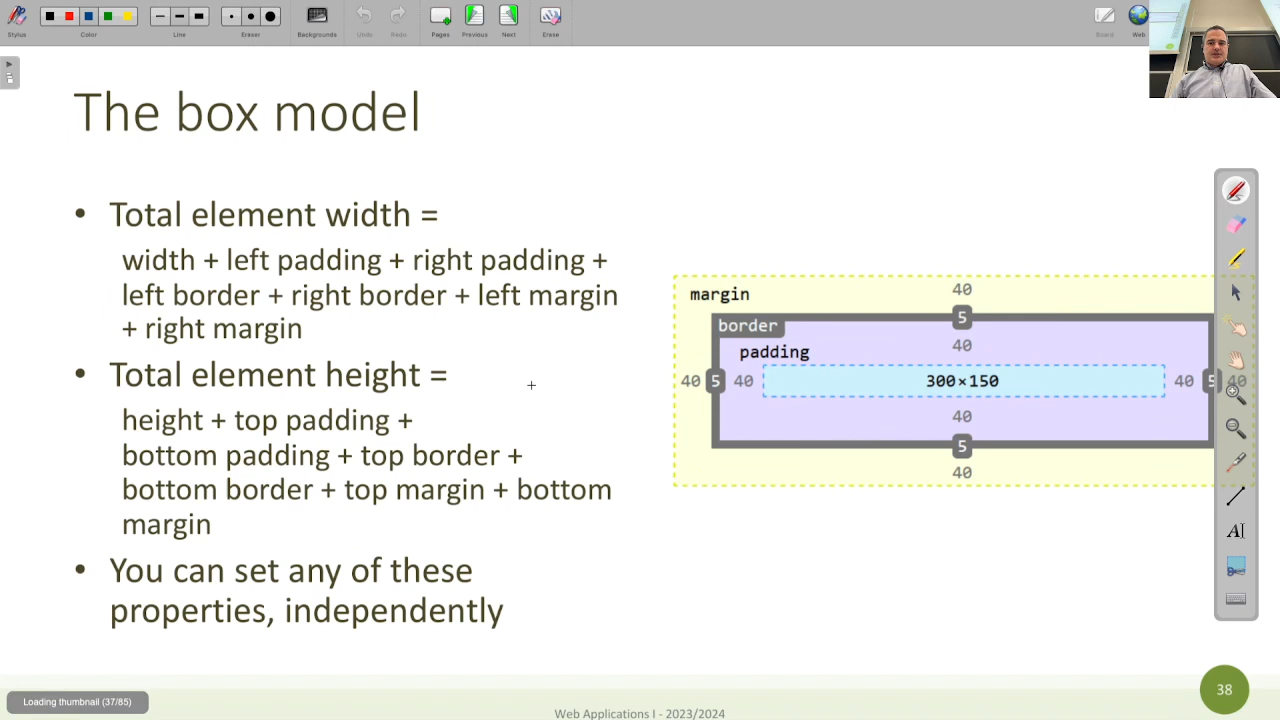 Stylus
Color
Line
Eraser
Backgrounds
Undo
Redo
Pages
Previous
Next
Erase
Board
Web
The box model
• Total element width =
width + left padding + right padding +
left border + right border + left margin
+ right margin
• Total element height =
height + top padding +
bottom padding + top border +
bottom border + top margin + bottom
margin
• You can set any of these
properties, independently
margin
40
border
5
padding
40
40 5 40 300×150 40 5 40
40
5
40
A
Loading thumbnail (37/85)
Web Applications I - 2023/2024
38